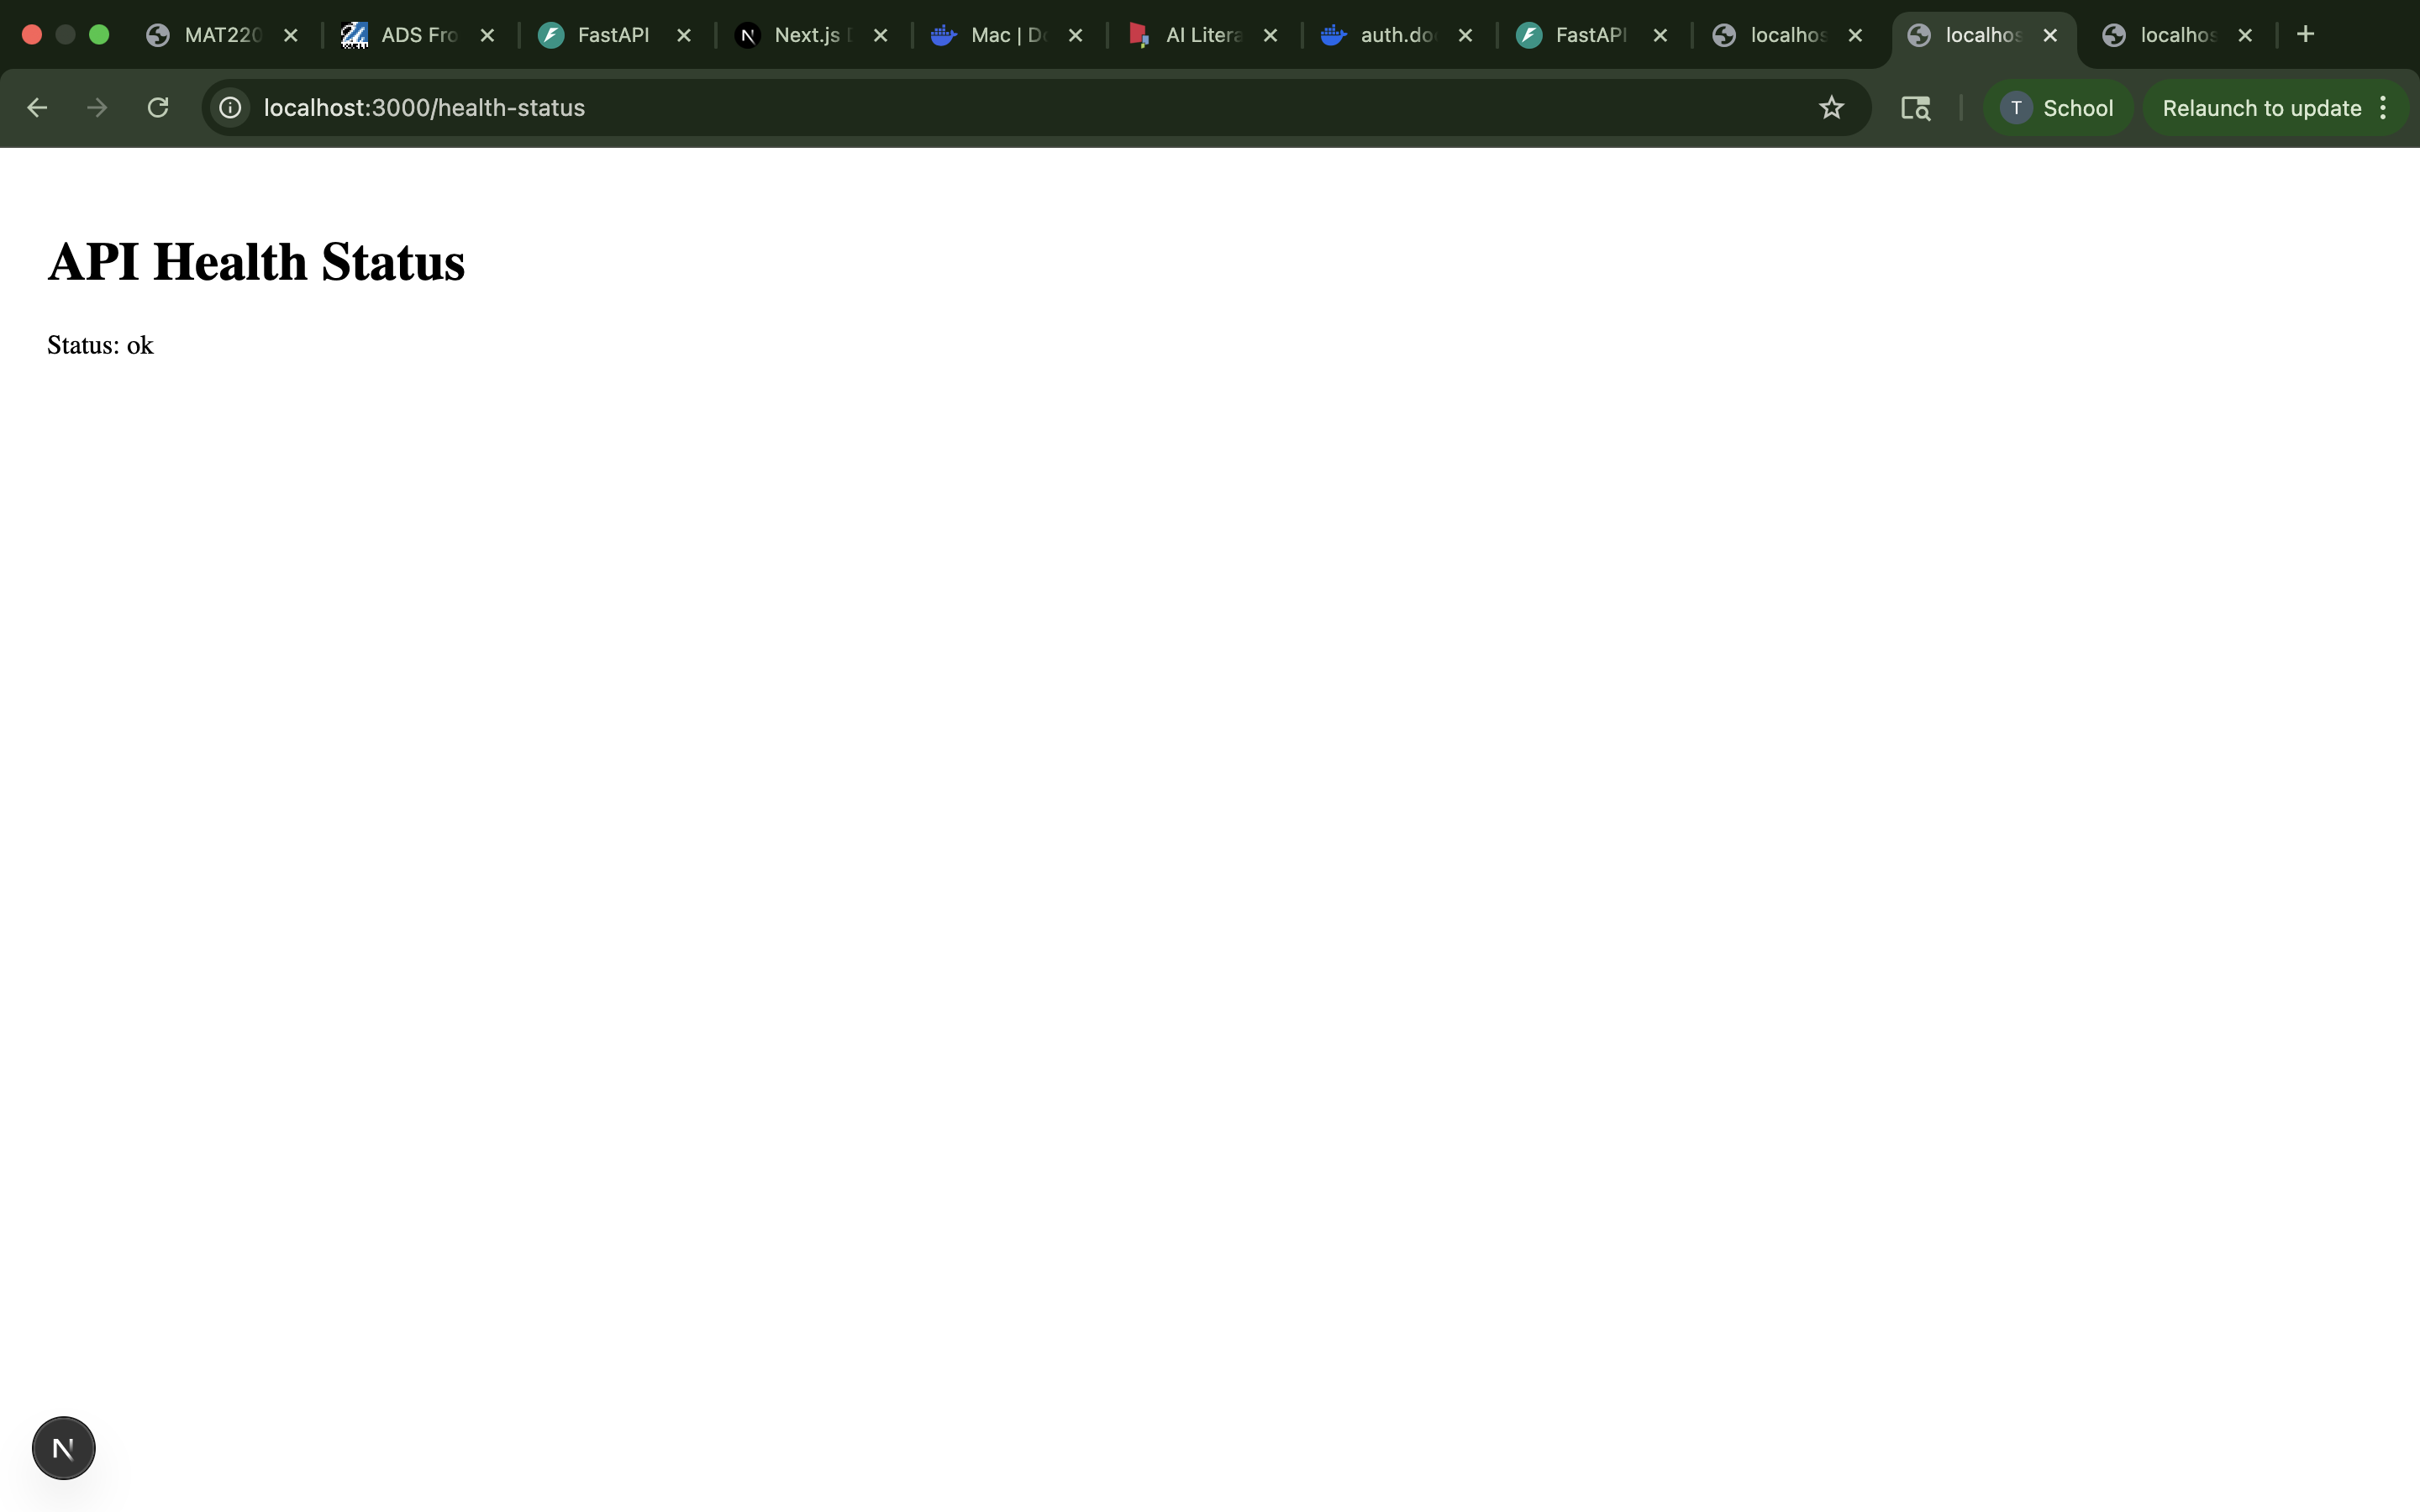 MAT220
ADS Fro
FastAPI
Next.js
Mac | Do
AI Litera
auth.do
FastAPI
localhos
localhos
localhos
localhost:3000/health-status
T School
Relaunch to update
API Health Status
Status: ok
N